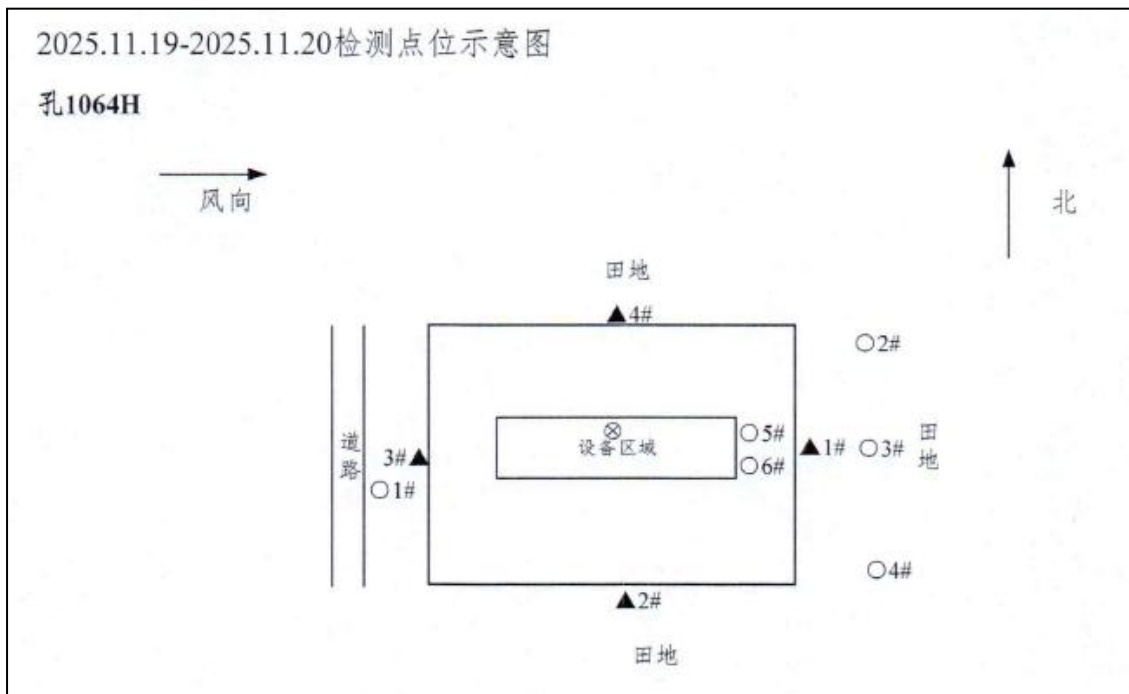 2025.11.19-2025.11.20检测点位示意图
孔1064H
风向
北
田地
▲4#
○2#
道路
3#▲
○1#
设备区域
○5#
○6#
▲1#
○3#
田地
○4#
▲2#
田地